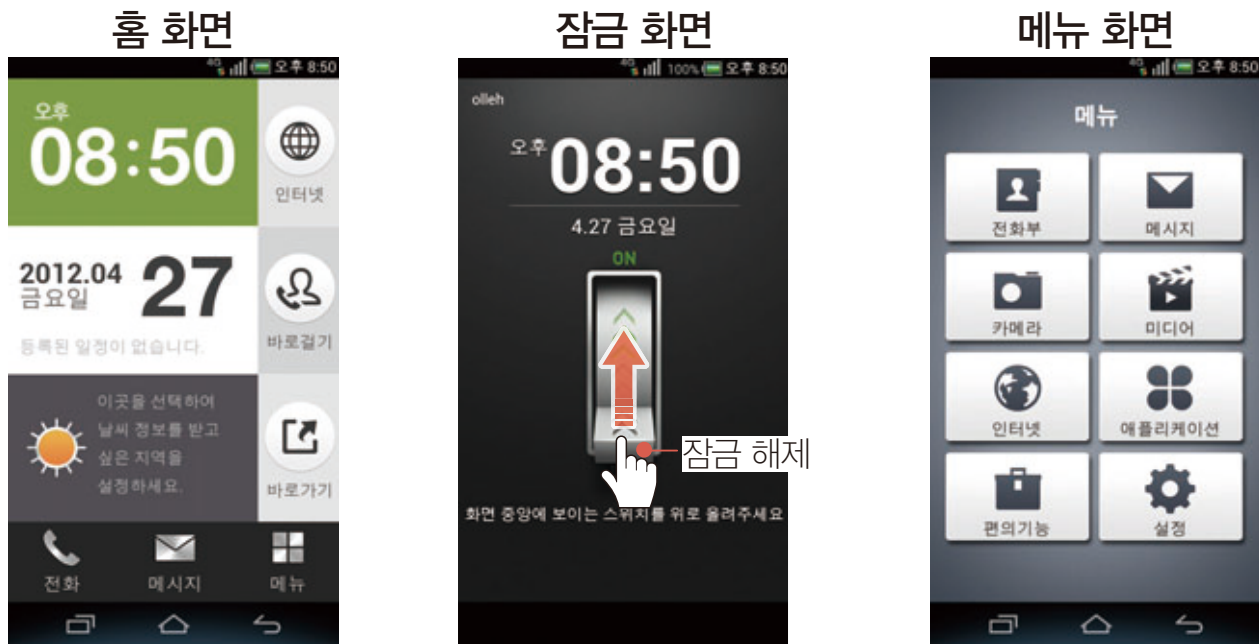 홈 화면
4G 오후 8:50
오후
08:50
인터넷
2012.04
금요일
27
등록된 일정이 없습니다.
바로걸기
이곳을 선택하여
날씨 정보를 받고
싶은 지역을
설정하세요.
바로가기
전화
메시지
메뉴
잠금 화면
4G 100% 오후 8:50
olleh
오후 08:50
4.27 금요일
ON
잠금 해제
화면 중앙에 보이는 스위치를 위로 올려주세요
메뉴 화면
4G 오후 8:50
메뉴
전화부
메시지
카메라
미디어
인터넷
애플리케이션
편의기능
설정